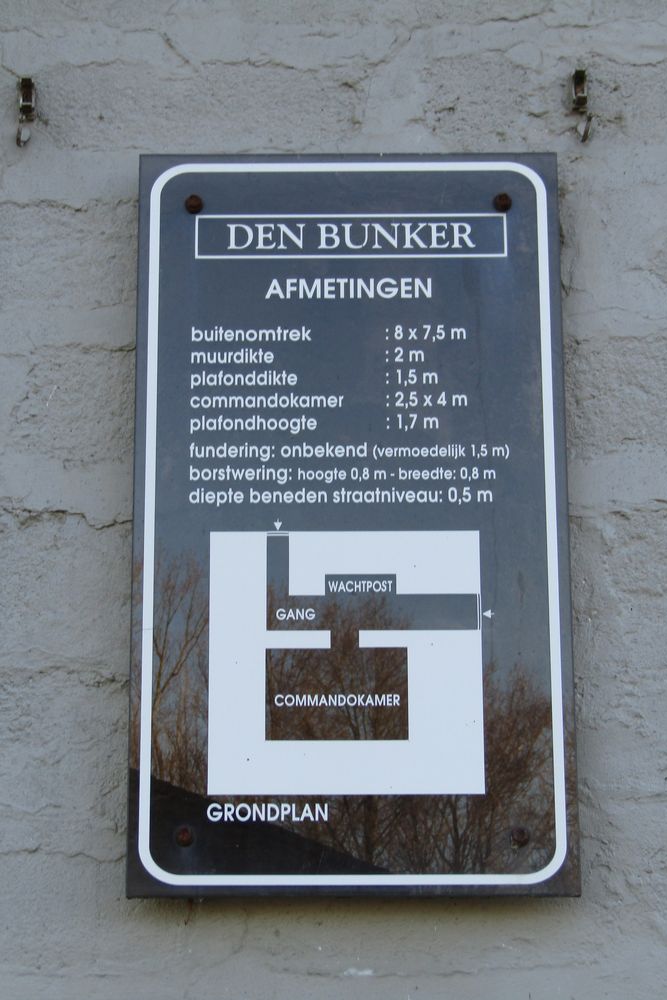 DEN BUNKER
AFMETINGEN
buitenomtrek : 8 x 7,5 m
muurdikte : 2 m
plafonddikte : 1,5 m
commandokamer : 2,5 x 4 m
plafondhoogte : 1,7 m
fundering: onbekend (vermoedelijk 1,5 m)
borstwering: hoogte 0,8 m - breedte: 0,8 m
diepte beneden straatniveau: 0,5 m
WACHTPOST
GANG
COMMANDOKAMER
GRONDPLAN